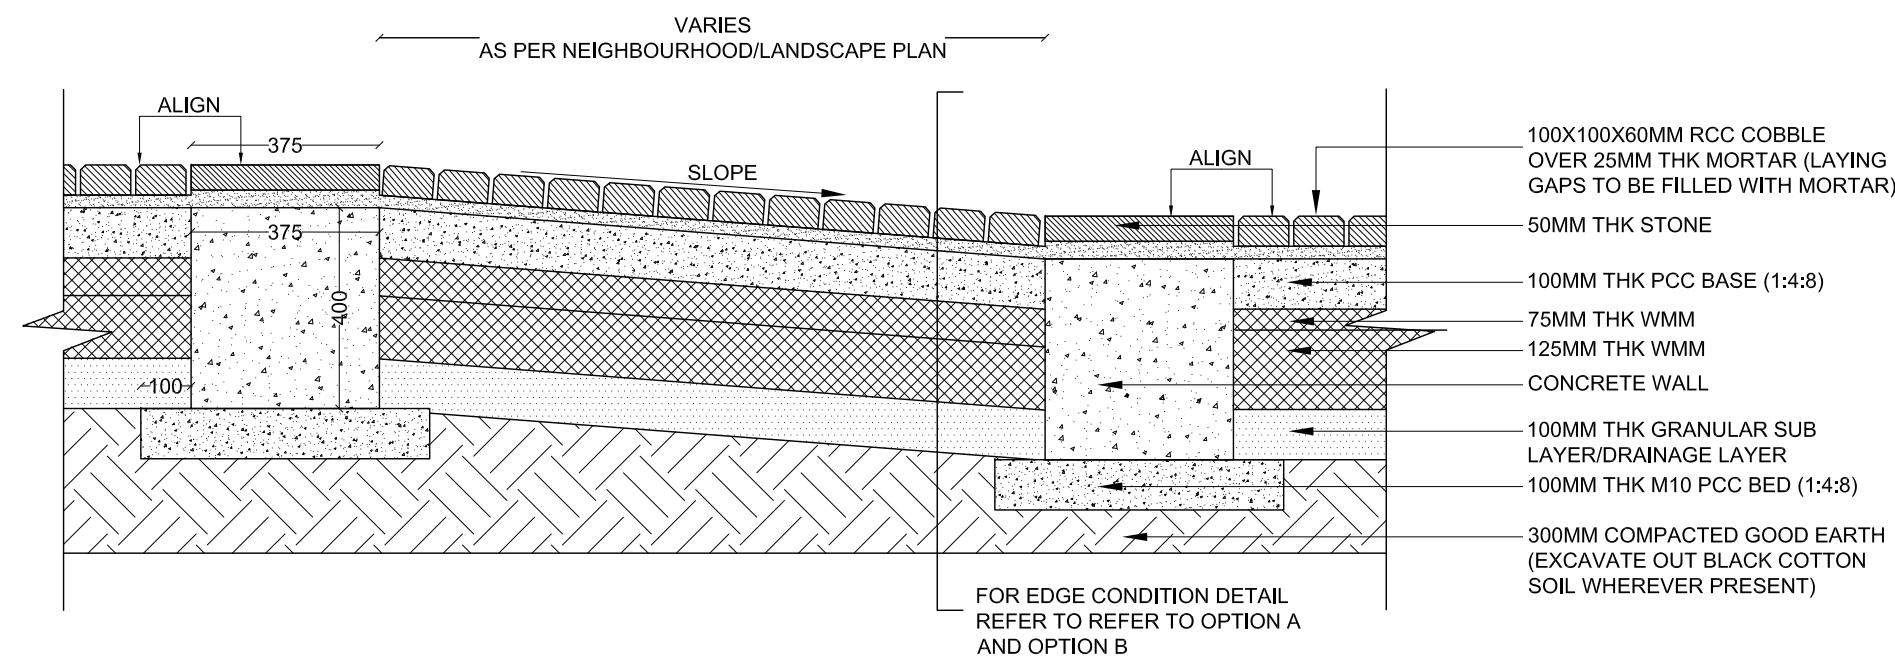 VARIES
AS PER NEIGHBOURHOOD/LANDSCAPE PLAN
ALIGN
375
SLOPE
ALIGN
375
400
100
100X100X60MM RCC COBBLE
OVER 25MM THK MORTAR (LAYING
GAPS TO BE FILLED WITH MORTAR)
50MM THK STONE
100MM THK PCC BASE (1:4:8)
75MM THK WMM
125MM THK WMM
CONCRETE WALL
100MM THK GRANULAR SUB
LAYER/DRAINAGE LAYER
100MM THK M10 PCC BED (1:4:8)
300MM COMPACTED GOOD EARTH
(EXCAVATE OUT BLACK COTTON
SOIL WHEREVER PRESENT)
FOR EDGE CONDITION DETAIL
REFER TO REFER TO OPTION A
AND OPTION B